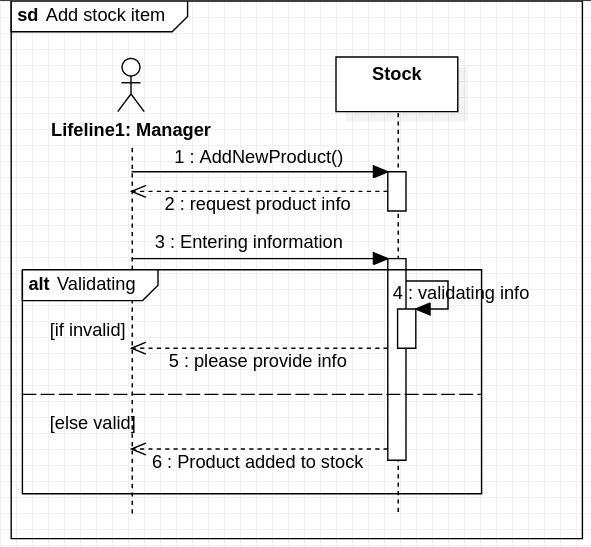 sd Add stock item
Stock
Lifeline1: Manager
1 : AddNewProduct()
2 : request product info
3 : Entering information
alt Validating
4 : validating info
[if invalid]
5 : please provide info
[else valid]
6 : Product added to stock